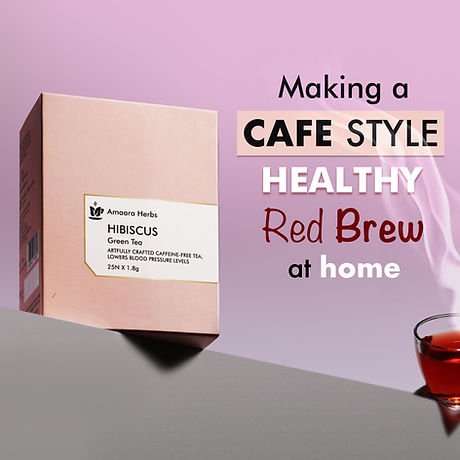 Making a
CAFE STYLE
HEALTHY
Red Brew
at home
Amaara Herbs
HIBISCUS
Green Tea
ARTFULLY CRAFTED CAFFEINE-FREE TEA,
LOWERS BLOOD PRESSURE LEVELS
25N X 1.8g